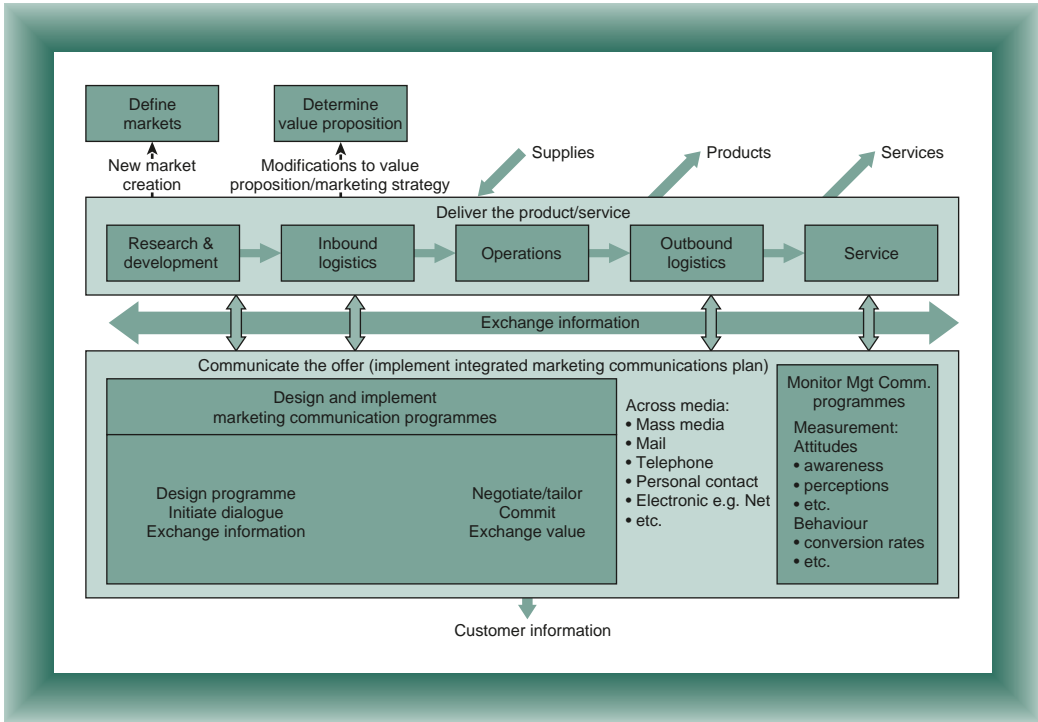 Define
markets
Determine
value proposition
New market
creation
Modifications to value
proposition/marketing strategy
Supplies
Products
Services
Deliver the product/service
Research &
development
Inbound
logistics
Operations
Outbound
logistics
Service
Exchange information
Communicate the offer (implement integrated marketing communications plan)
Design and implement
marketing communication programmes
Design programme
Initiate dialogue
Exchange information
Negotiate/tailor
Commit
Exchange value
Across media:
• Mass media
• Mail
• Telephone
• Personal contact
• Electronic e.g. Net
• etc.
Monitor Mgt Comm.
programmes
Measurement:
Attitudes
• awareness
• perceptions
• etc.
Behaviour
• conversion rates
• etc.
Customer information